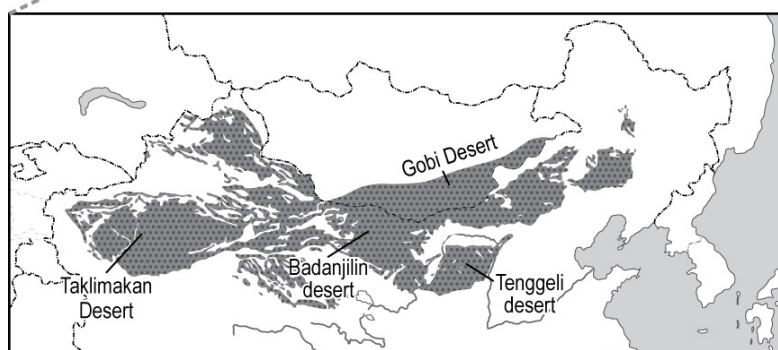 Gobi Desert
Taklimakan
Desert
Badanjilin
desert
Tenggeli
desert